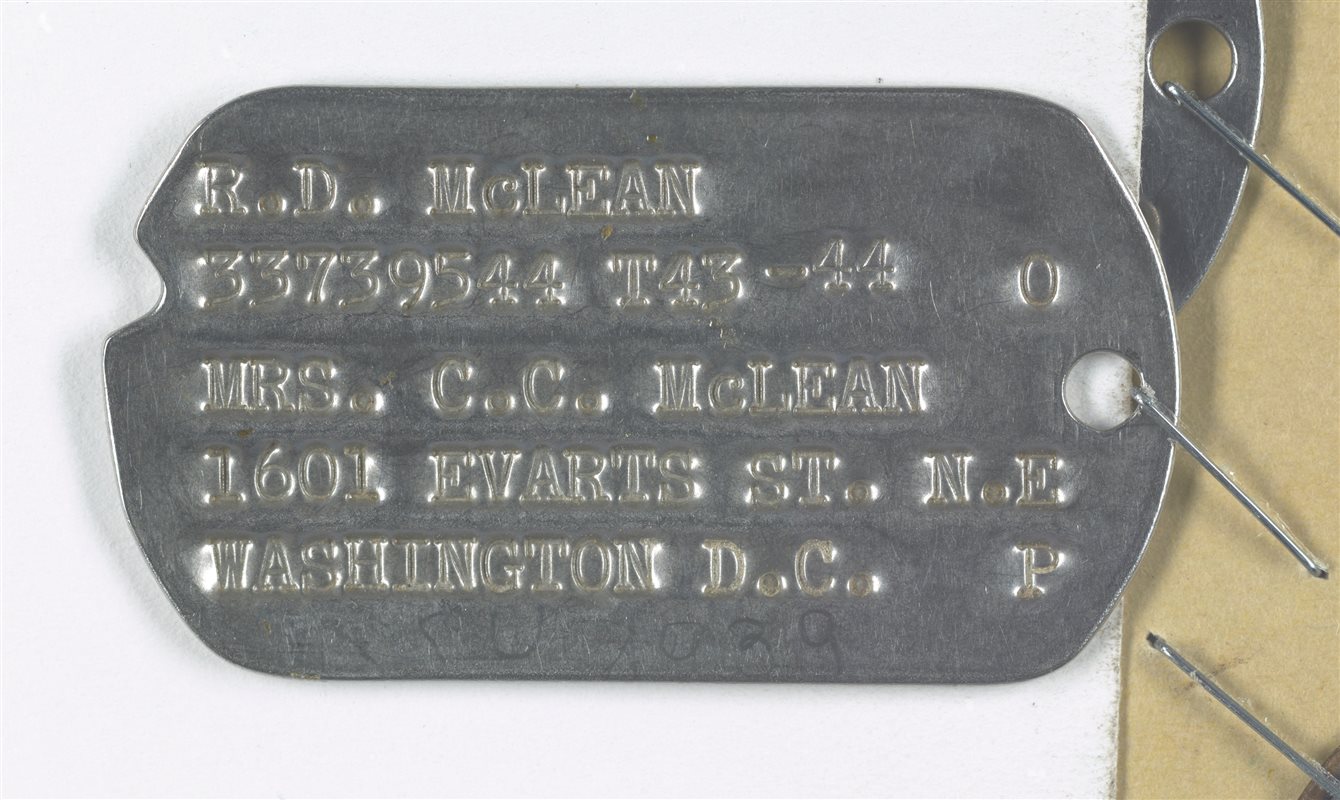 R.D. McLEAN
33739544 T43-44 O
MRS. C.C. McLEAN
1601 EVARTS ST. N.E
WASHINGTON D.C. P